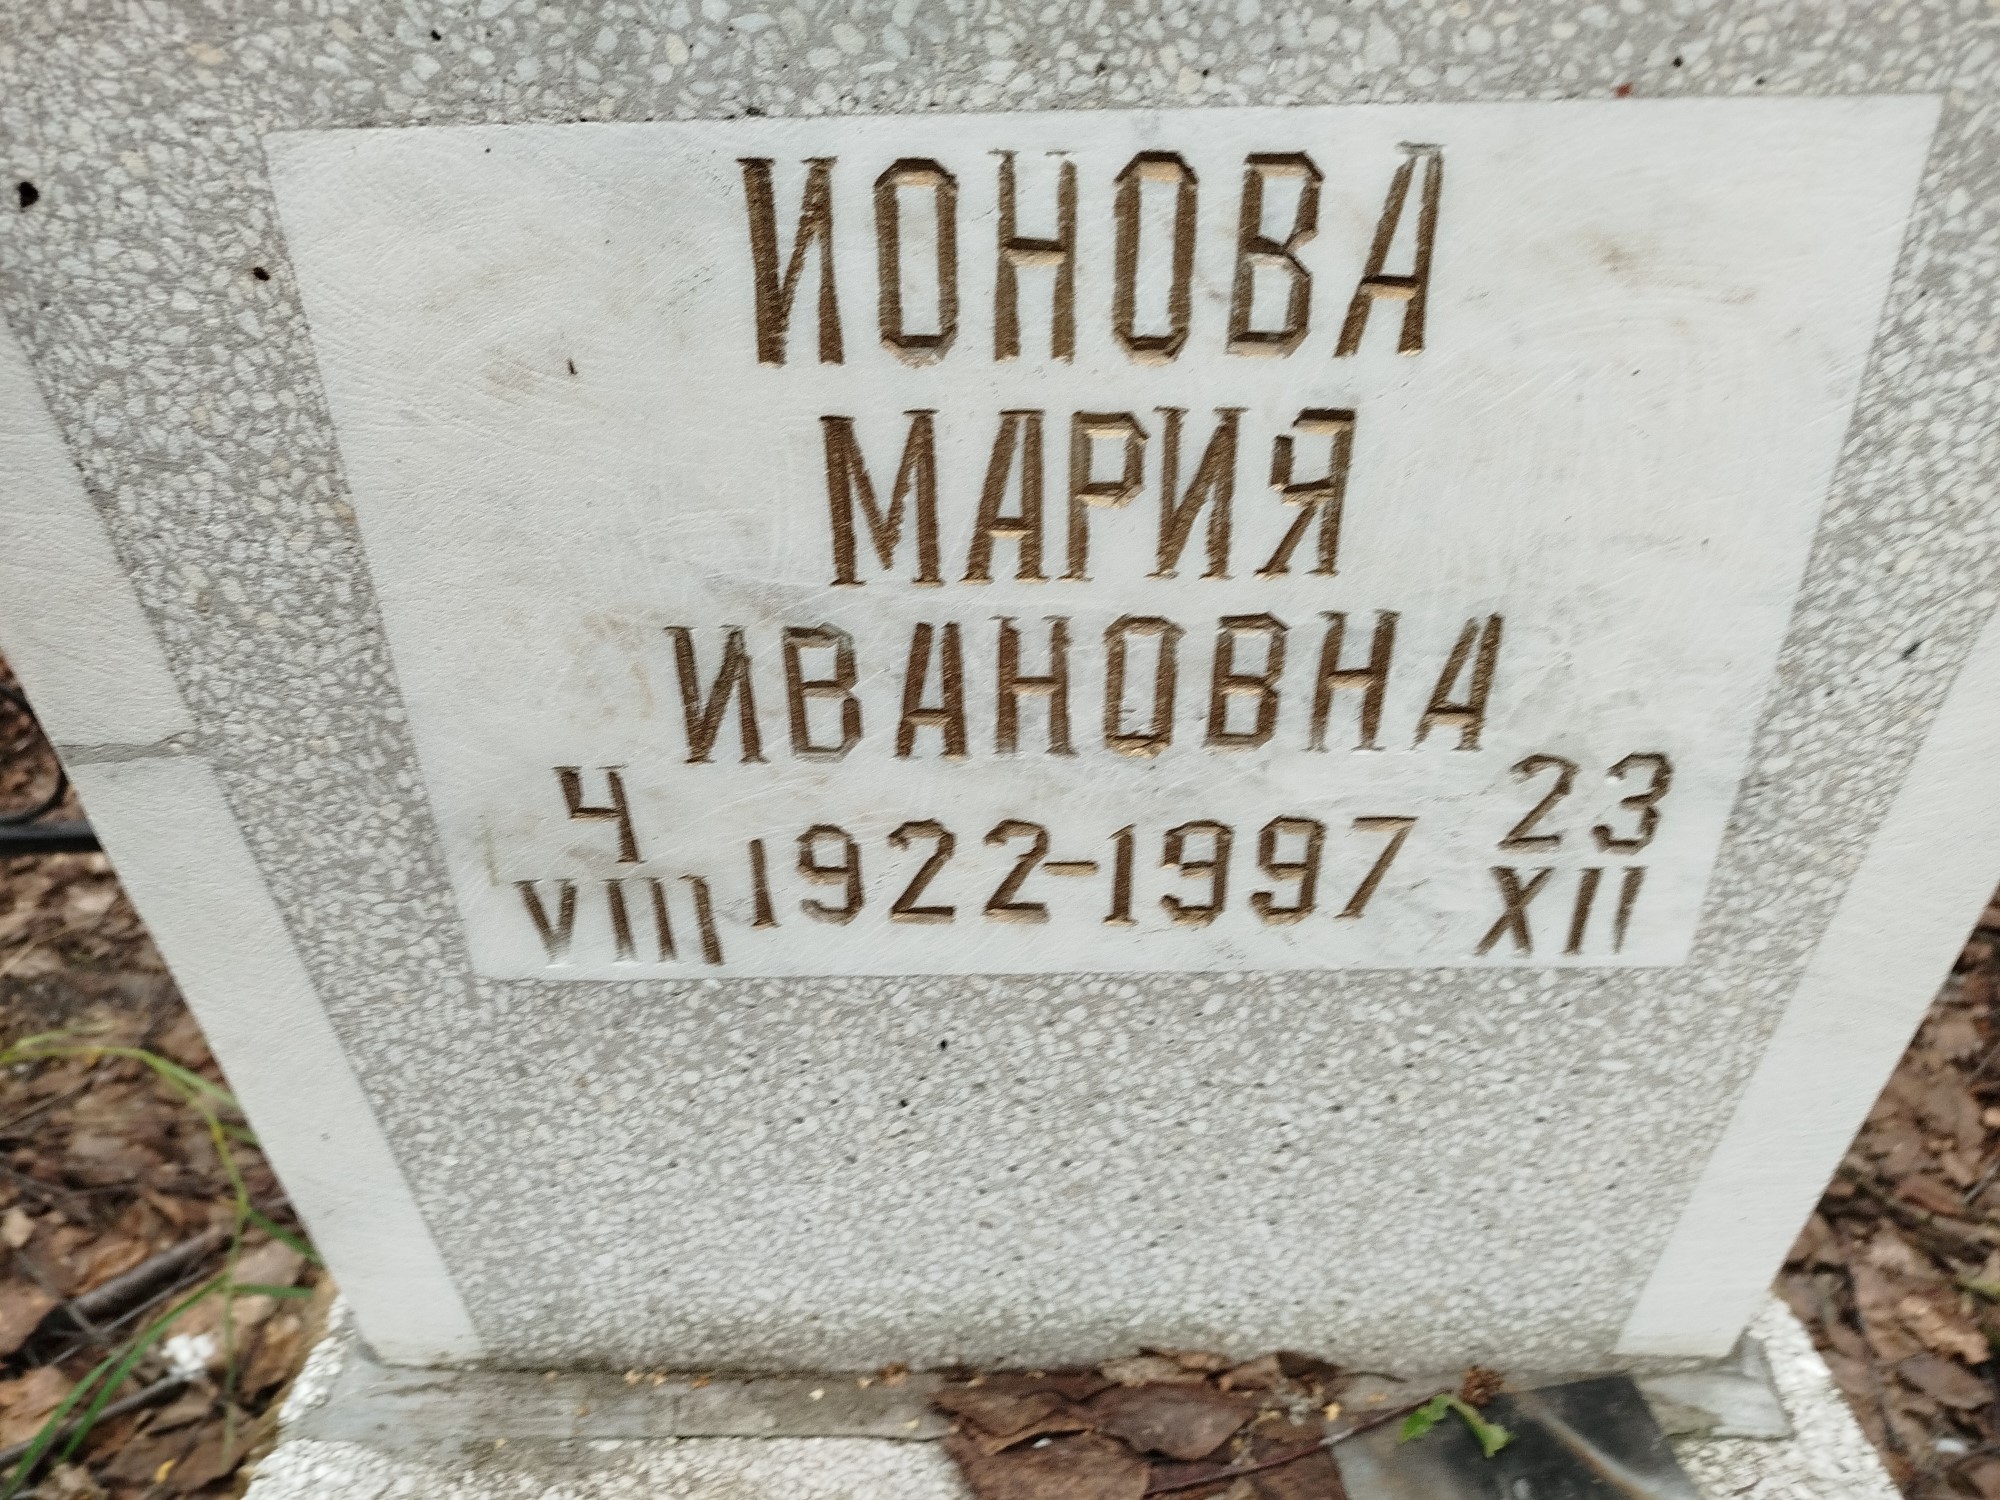 ИОНОВА
МАРИЯ
ИВАНОВНА
4 23
VIII 1922-1997 XII